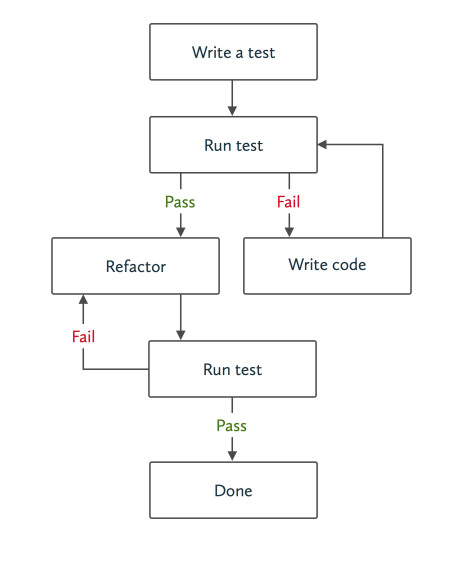 Write a test
Run test
Pass
Fail
Refactor
Write code
Fail
Run test
Pass
Done